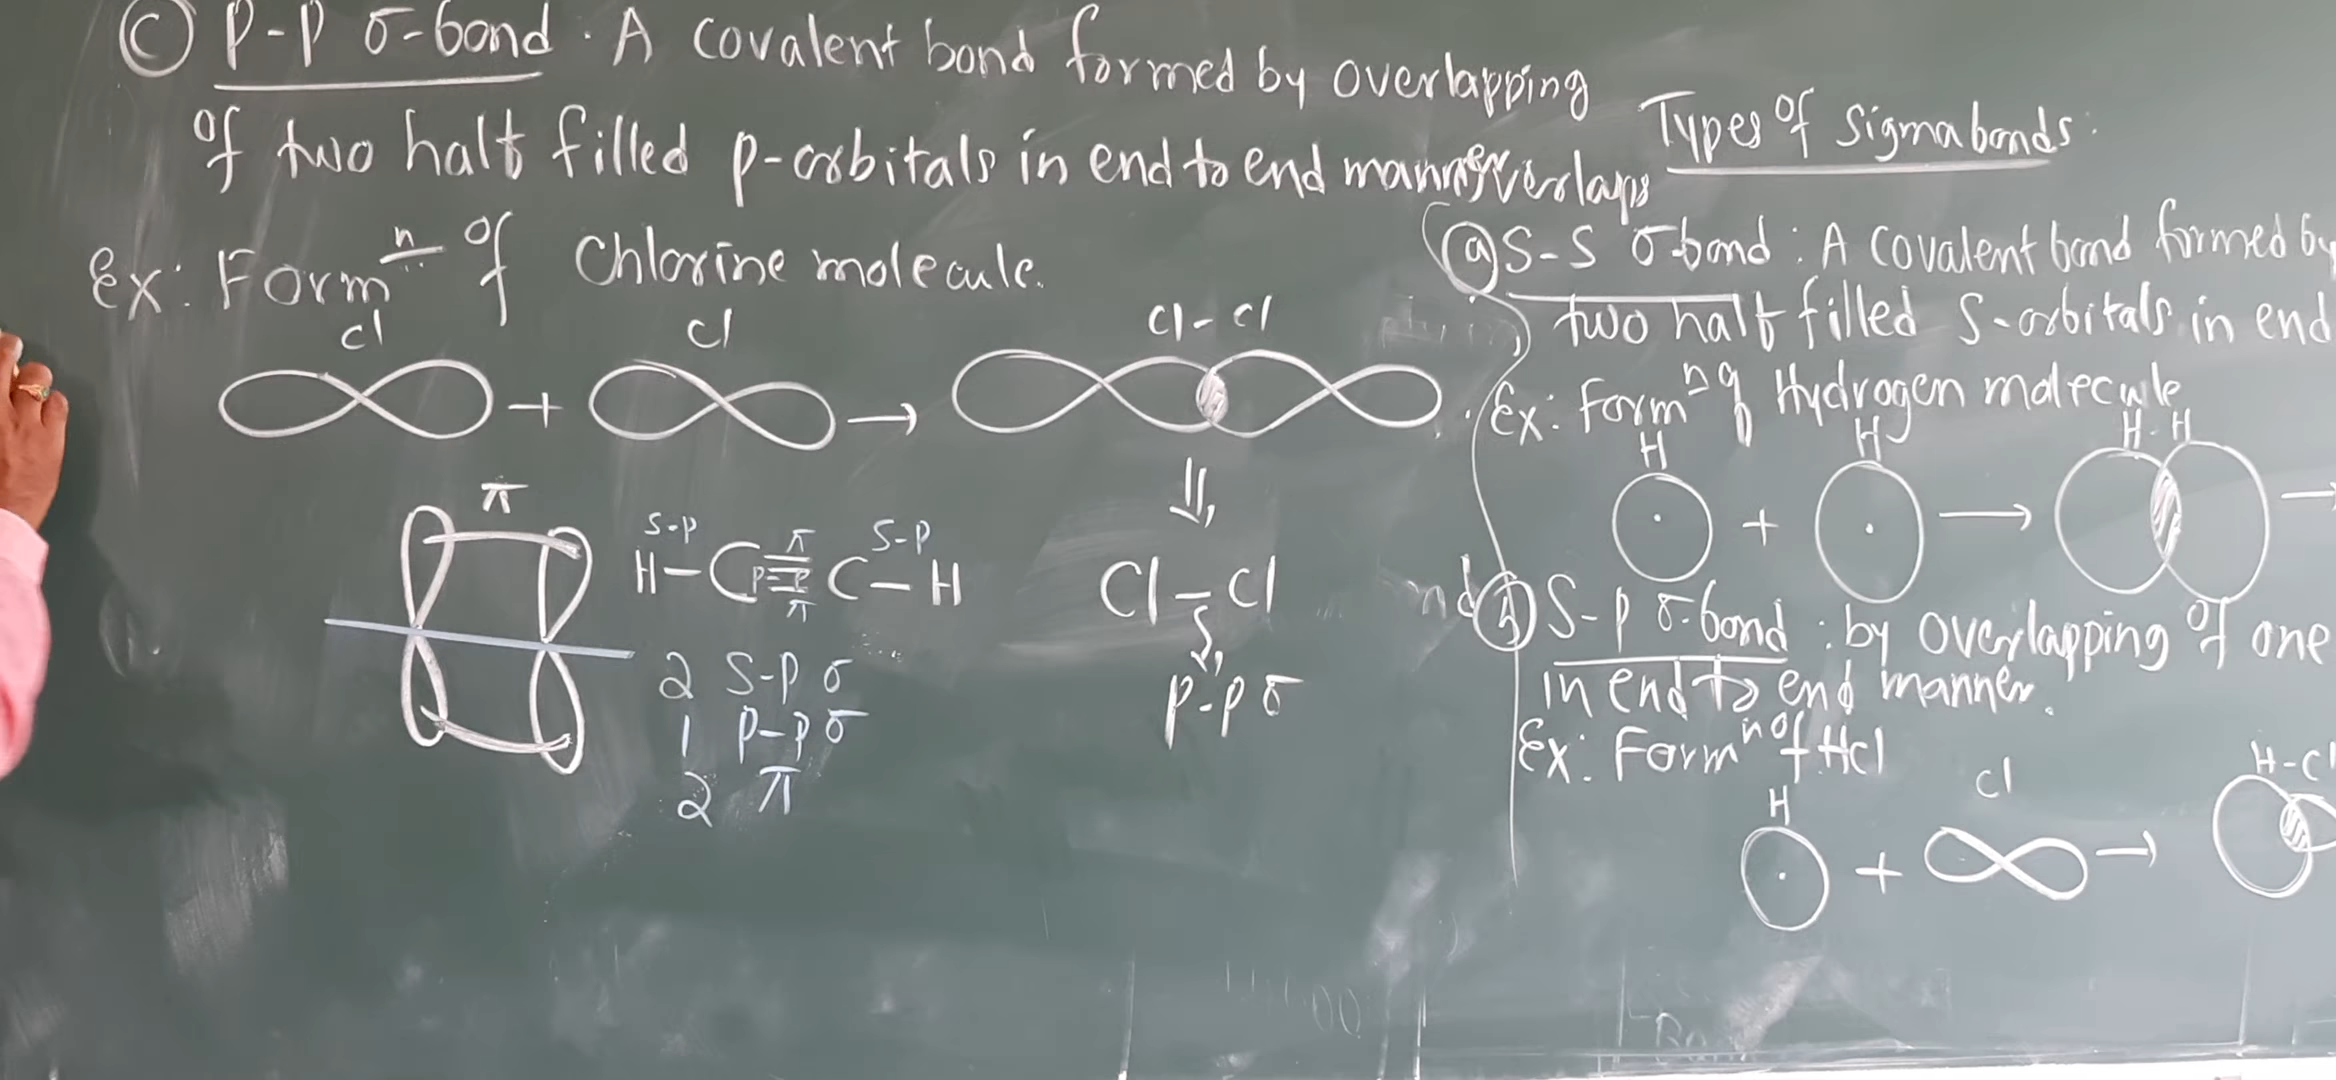 C P-P σ-bond . A covalent bond formed by overlapping
of two half filled p-orbitals in end to end manner
Ex: Formn of Chlorine molecule.
Cl Cl Cl-Cl
+ →
⇓
π
S-P S-P
H-C≡C-H
π
P-P
π
2 S-P σ
1 P-P σ
2 π
Cl-Cl
P-P σ
Types of Sigma bonds:
overlaps
a S-S σ-bond : A covalent bond formed by
two half filled S-orbitals in end
Ex: Formn of Hydrogen molecule
H H H-H
+ → →
b S-P σ-bond : by overlapping of one
in end to end manner.
Ex: Formn of Hcl
H Cl H-Cl
+ →